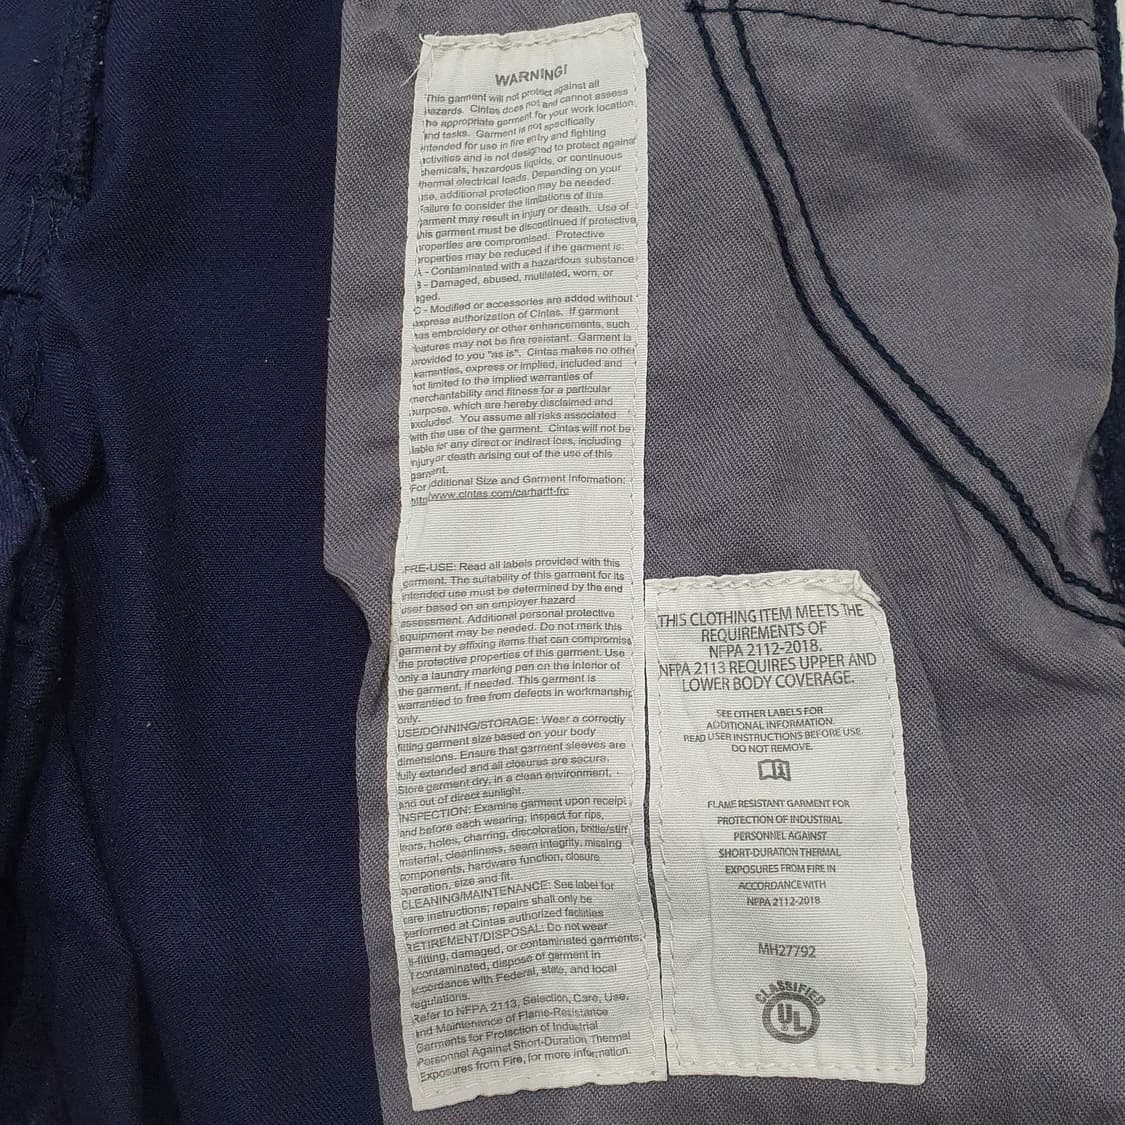 WARNING!
This garment will not protect against all
hazards. Cintas does not and cannot assess
the appropriate garment for your work location
and tasks. Garment is not specifically
intended for use in fire entry and fighting
activities and is not designed to protect against
chemicals, hazardous liquids, or continuous
thermal electrical loads. Depending on your
use, additional protection may be needed.
Failure to consider the limitations of this
garment may result in injury or death. Use of
this garment must be discontinued if protective
properties are compromised. Protective
properties may be reduced if the garment is:
A - Contaminated with a hazardous substance
B - Damaged, abused, mutilated, worn, or
aged.
C - Modified or accessories are added without
express authorization of Cintas. If garment
has embroidery or other enhancements, such
features may not be fire resistant. Garment is
provided to you "as is". Cintas makes no other
warranties, express or implied, included and
not limited to the implied warranties of
merchantability and fitness for a particular
purpose, which are hereby disclaimed and
excluded. You assume all risks associated
with the use of the garment. Cintas will not be
liable for any direct or indirect loss, including
injury or death arising out of the use of this
garment.
For additional Size and Garment Information:
http/www.cintas.com/carhartt-frc
PRE-USE: Read all labels provided with this
garment. The suitability of this garment for its
intended use must be determined by the end
user based on an employer hazard
assessment. Additional personal protective
equipment may be needed. Do not mark this
garment by affixing items that can compromise
the protective properties of this garment. Use
only a laundry marking pen on the interior of
the garment, if needed. This garment is
warrantied to free from defects in workmanship
only.
USE/DONNING/STORAGE: Wear a correctly
fitting garment size based on your body
dimensions. Ensure that garment sleeves are
fully extended and all closures are secure.
Store garment dry, in a clean environment,
and out of direct sunlight.
INSPECTION: Examine garment upon receipt
and before each wearing; inspect for rips,
tears, holes, charring, discoloration, brittle/stiff
material, cleanliness, seam integrity, missing
components, hardware function, closure
operation, size and fit.
CLEANING/MAINTENANCE: See label for
care instructions; repairs shall only be
performed at Cintas authorized facilities
RETIREMENT/DISPOSAL: Do not wear
ill-fitting, damaged, or contaminated garments;
if contaminated, dispose of garment in
accordance with Federal, state, and local
regulations.
Refer to NFPA 2113, Selection, Care, Use,
and Maintenance of Flame-Resistance
Garments for Protection of Industrial
Personnel Against Short-Duration Thermal
Exposures from Fire, for more information.
THIS CLOTHING ITEM MEETS THE
REQUIREMENTS OF
NFPA 2112-2018.
NFPA 2113 REQUIRES UPPER AND
LOWER BODY COVERAGE.
SEE OTHER LABELS FOR
ADDITIONAL INFORMATION.
READ USER INSTRUCTIONS BEFORE USE.
DO NOT REMOVE.
FLAME RESISTANT GARMENT FOR
PROTECTION OF INDUSTRIAL
PERSONNEL AGAINST
SHORT-DURATION THERMAL
EXPOSURES FROM FIRE IN
ACCORDANCE WITH
NFPA 2112-2018
MH27792
CLASSIFIED
UL